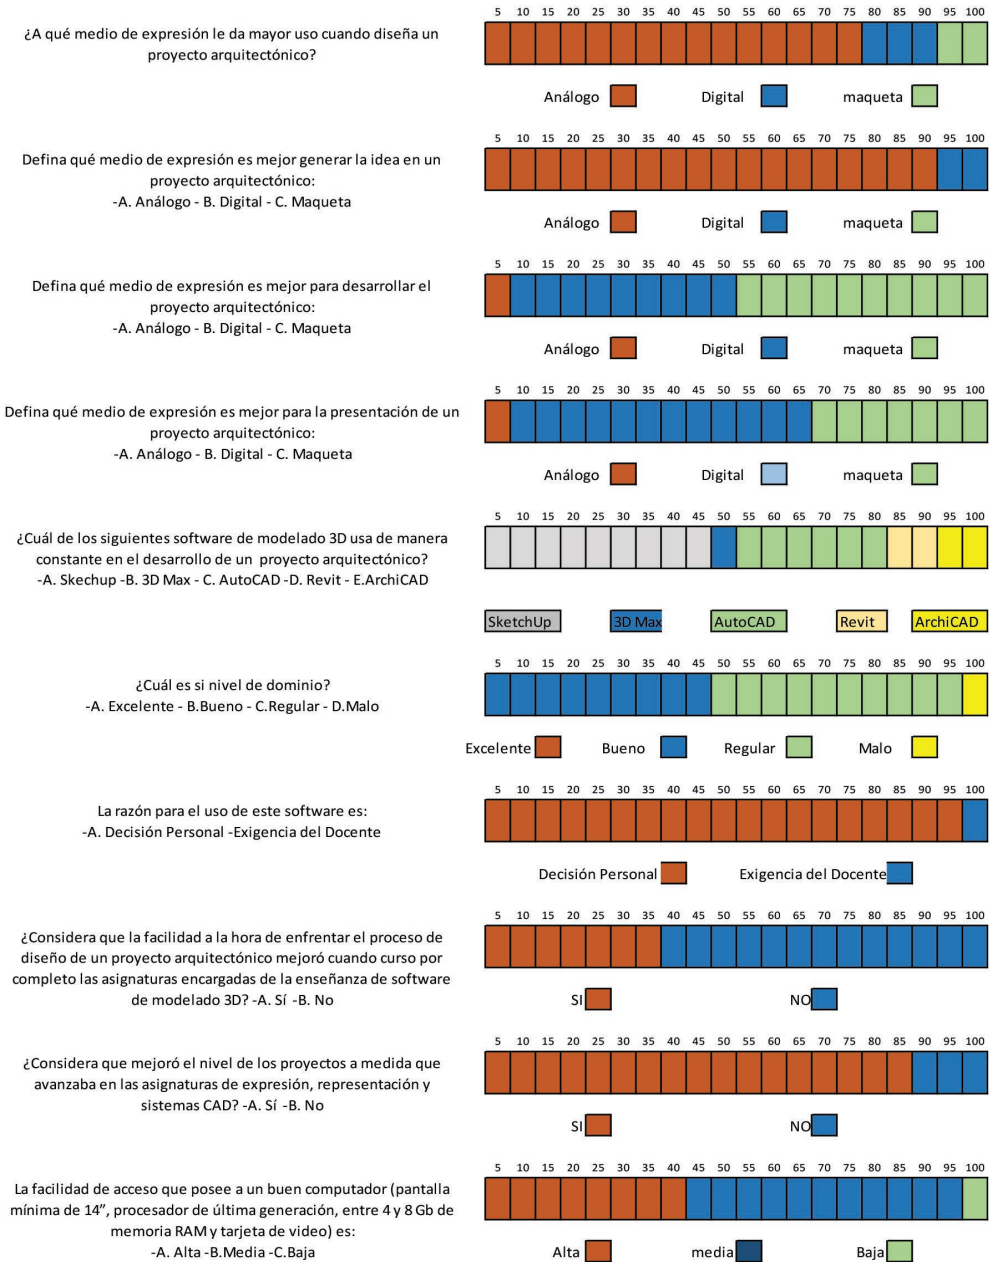 5 10 15 20 25 30 35 40 45 50 55 60 65 70 75 80 85 90 95 100
¿A qué medio de expresión le da mayor uso cuando diseña un
proyecto arquitectónico?
Análogo Digital maqueta
5 10 15 20 25 30 35 40 45 50 55 60 65 70 75 80 85 90 95 100
Defina qué medio de expresión es mejor generar la idea en un
proyecto arquitectónico:
-A. Análogo - B. Digital - C. Maqueta
Análogo Digital maqueta
5 10 15 20 25 30 35 40 45 50 55 60 65 70 75 80 85 90 95 100
Defina qué medio de expresión es mejor para desarrollar el
proyecto arquitectónico:
-A. Análogo - B. Digital - C. Maqueta
Análogo Digital maqueta
5 10 15 20 25 30 35 40 45 50 55 60 65 70 75 80 85 90 95 100
Defina qué medio de expresión es mejor para la presentación de un
proyecto arquitectónico:
-A. Análogo - B. Digital - C. Maqueta
Análogo Digital maqueta
5 10 15 20 25 30 35 40 45 50 55 60 65 70 75 80 85 90 95 100
¿Cuál de los siguientes software de modelado 3D usa de manera
constante en el desarrollo de un proyecto arquitectónico?
-A. Skechup -B. 3D Max - C. AutoCAD -D. Revit - E.ArchiCAD
SketchUp 3D Max AutoCAD Revit ArchiCAD
5 10 15 20 25 30 35 40 45 50 55 60 65 70 75 80 85 90 95 100
¿Cuál es si nivel de dominio?
-A. Excelente - B.Bueno - C.Regular - D.Malo
Excelente Bueno Regular Malo
5 10 15 20 25 30 35 40 45 50 55 60 65 70 75 80 85 90 95 100
La razón para el uso de este software es:
-A. Decisión Personal -Exigencia del Docente
Decisión Personal Exigencia del Docente
5 10 15 20 25 30 35 40 45 50 55 60 65 70 75 80 85 90 95 100
¿Considera que la facilidad a la hora de enfrentar el proceso de
diseño de un proyecto arquitectónico mejoró cuando curso por
completo las asignaturas encargadas de la enseñanza de software
de modelado 3D? -A. Sí -B. No
SI NO
5 10 15 20 25 30 35 40 45 50 55 60 65 70 75 80 85 90 95 100
¿Considera que mejoró el nivel de los proyectos a medida que
avanzaba en las asignaturas de expresión, representación y
sistemas CAD? -A. Sí -B. No
SI NO
5 10 15 20 25 30 35 40 45 50 55 60 65 70 75 80 85 90 95 100
La facilidad de acceso que posee a un buen computador (pantalla
mínima de 14”, procesador de última generación, entre 4 y 8 Gb de
memoria RAM y tarjeta de video) es:
-A. Alta -B.Media -C.Baja
Alta media Baja